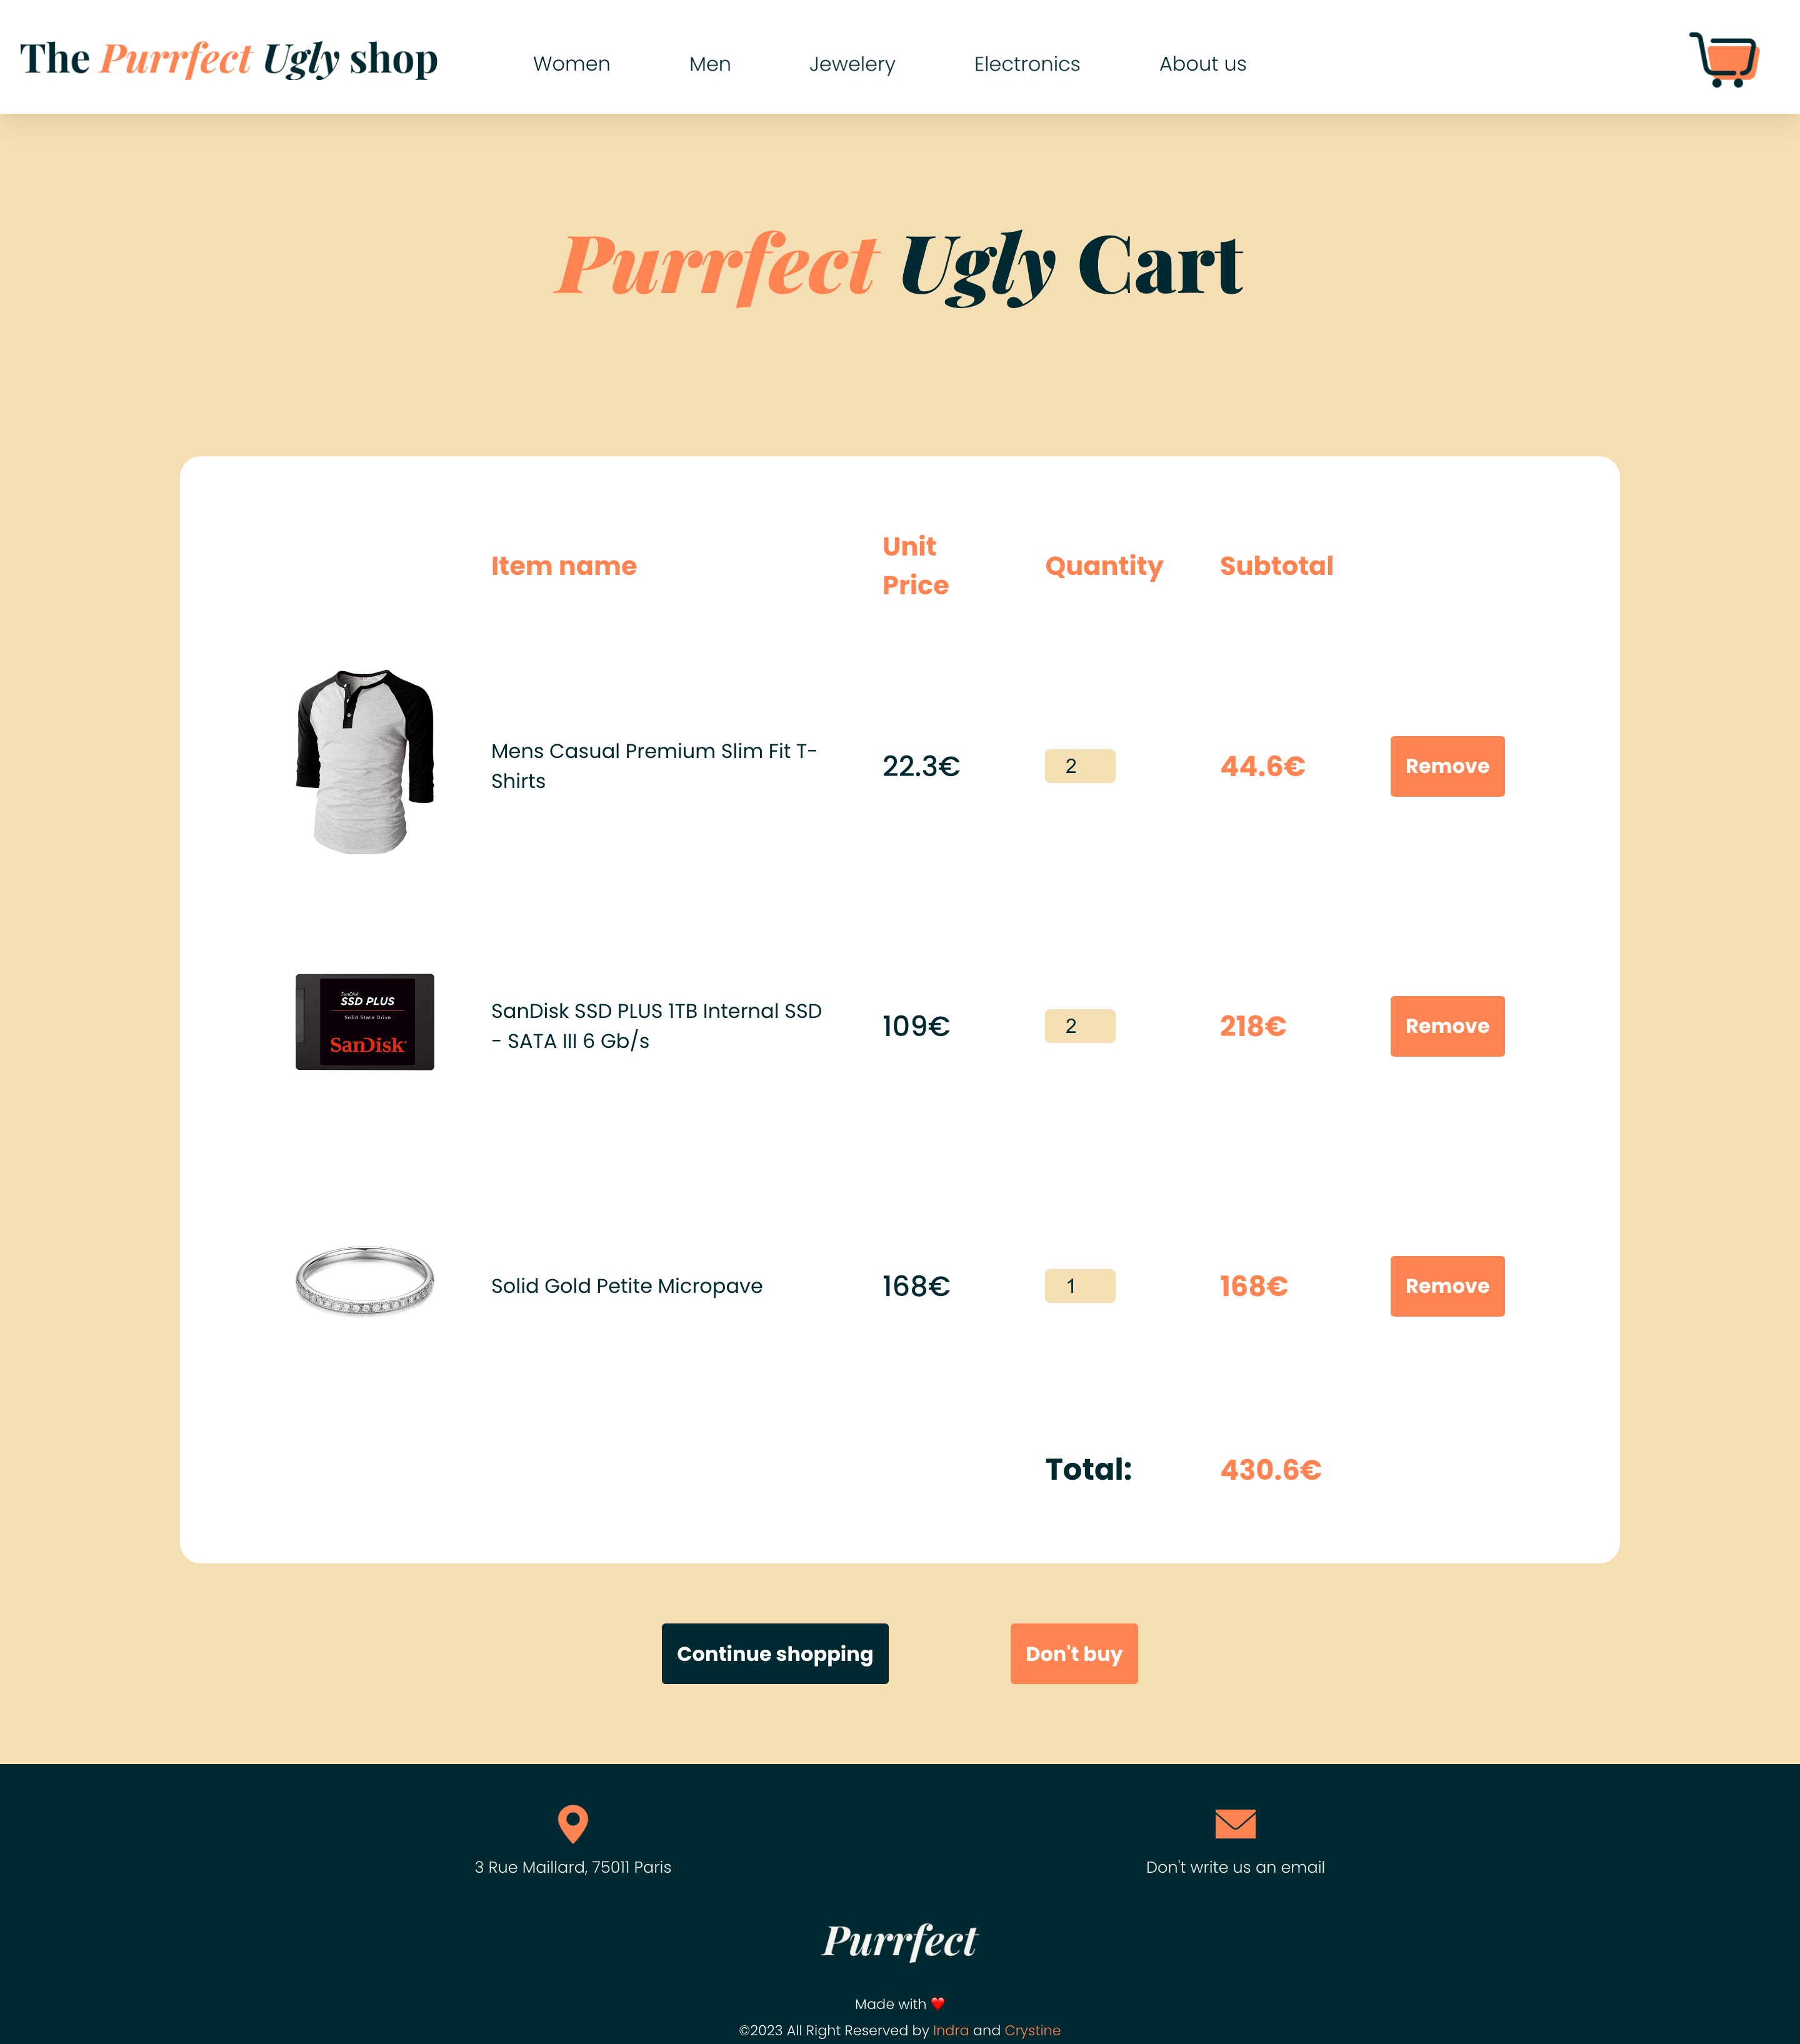 The Purrfect Ugly shop
Women
Men
Jewelery
Electronics
About us
Purrfect Ugly Cart
Item name
Unit
Price
Quantity
Subtotal
Mens Casual Premium Slim Fit T-
Shirts
22.3€
2
44.6€
Remove
SanDisk
SSD PLUS
Solid State Drive
SanDisk
SanDisk SSD PLUS 1TB Internal SSD
- SATA III 6 Gb/s
109€
2
218€
Remove
Solid Gold Petite Micropave
168€
1
168€
Remove
Total:
430.6€
Continue shopping
Don't buy
3 Rue Maillard, 75011 Paris
Don't write us an email
Purrfect
Made with ❤️
©2023 All Right Reserved by Indra and Crystine